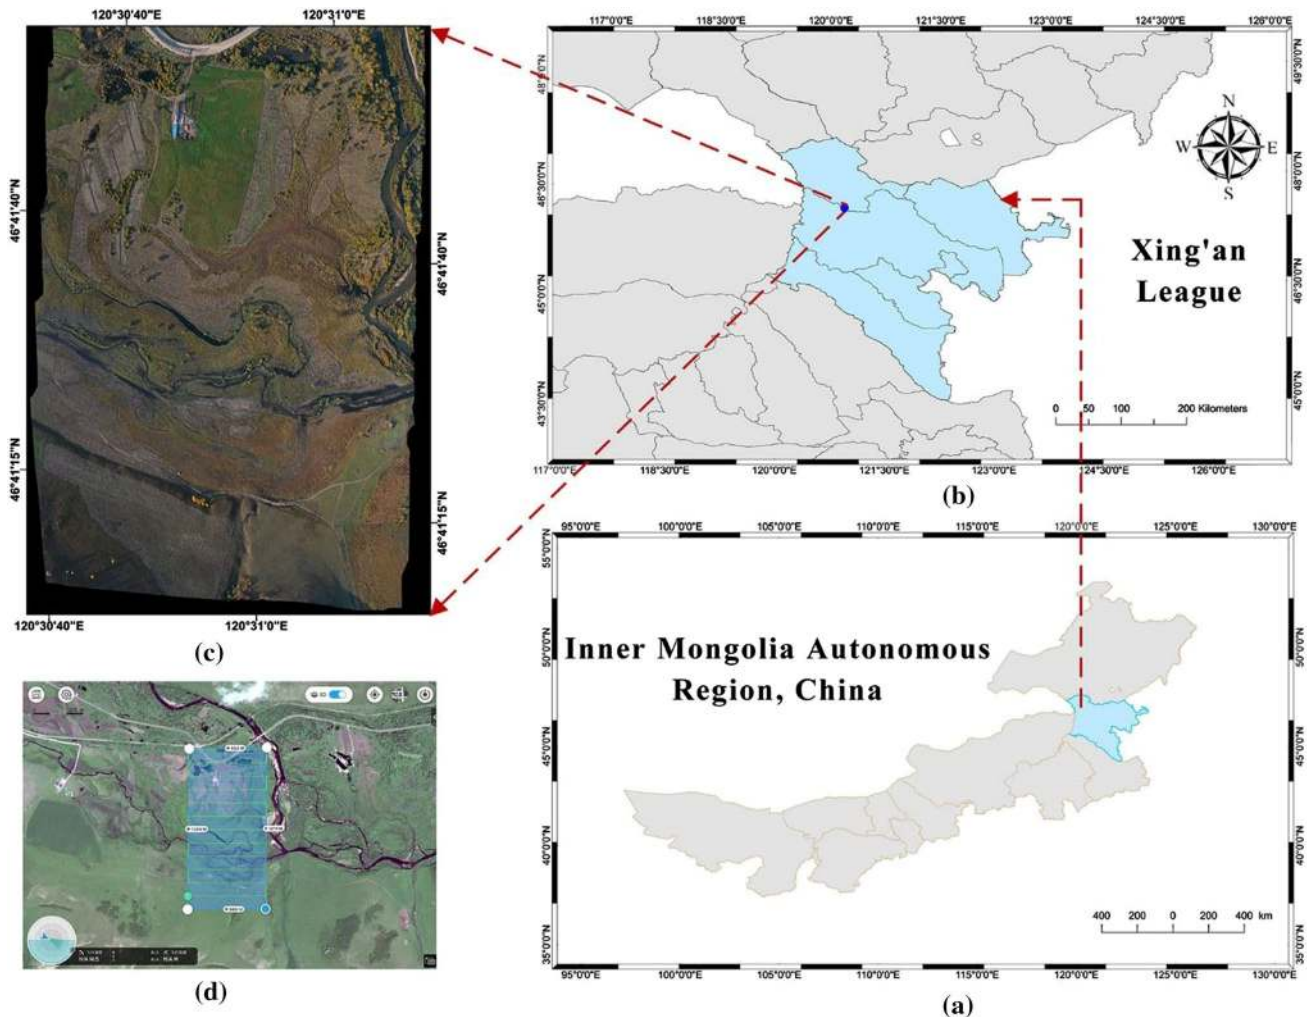 120°30'40"E
120°31'0"E
46°41'40"N
46°41'15"N
46°41'40"N
46°41'15"N
120°30'40"E
120°31'0"E
(c)
117°0'0"E
118°30'0"E
120°0'0"E
121°30'0"E
123°0'0"E
124°30'0"E
126°0'0"E
48°0'0"N
46°30'0"N
45°0'0"N
43°30'0"N
49°30'0"N
48°0'0"N
46°30'0"N
45°0'0"N
N
W
E
S
Xing'an
League
0 50 100 200 Kilometers
117°0'0"E
118°30'0"E
120°0'0"E
121°30'0"E
123°0'0"E
124°30'0"E
126°0'0"E
(b)
95°0'0"E
100°0'0"E
105°0'0"E
110°0'0"E
115°0'0"E
120°0'0"E
125°0'0"E
130°0'0"E
55°0'0"N
50°0'0"N
45°0'0"N
40°0'0"N
35°0'0"N
50°0'0"N
45°0'0"N
40°0'0"N
35°0'0"N
Inner Mongolia Autonomous
Region, China
400 200 0 200 400 km
95°0'0"E
100°0'0"E
105°0'0"E
110°0'0"E
115°0'0"E
120°0'0"E
125°0'0"E
130°0'0"E
(a)
(d)